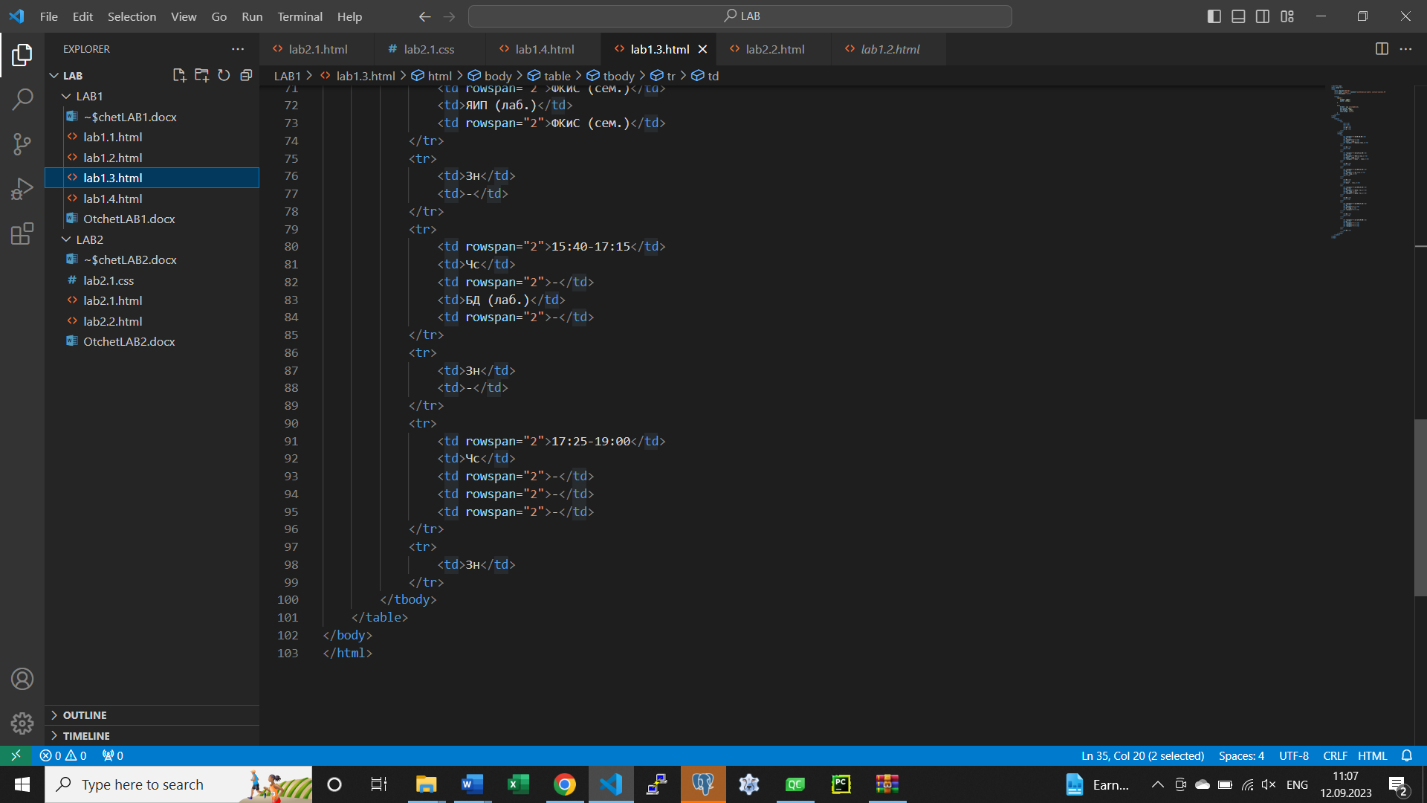 File Edit Selection View Go Run Terminal Help
LAB
EXPLORER
LAB
LAB1
~$chetLAB1.docx
lab1.1.html
lab1.2.html
lab1.3.html
lab1.4.html
OtchetLAB1.docx
LAB2
~$chetLAB2.docx
lab2.1.css
lab2.1.html
lab2.2.html
OtchetLAB2.docx
OUTLINE
TIMELINE
lab2.1.html lab2.1.css lab1.4.html lab1.3.html lab2.2.html lab1.2.html
LAB1 > lab1.3.html > html > body > table > tbody > tr > td
71 <td rowspan="2">ФКиС (сем.)</td>
72 <td>ЯИП (лаб.)</td>
73 <td rowspan="2">ФКиС (сем.)</td>
74 </tr>
75 <tr>
76 <td>Зн</td>
77 <td>-</td>
78 </tr>
79 <tr>
80 <td rowspan="2">15:40-17:15</td>
81 <td>Чс</td>
82 <td rowspan="2">-</td>
83 <td>БД (лаб.)</td>
84 <td rowspan="2">-</td>
85 </tr>
86 <tr>
87 <td>Зн</td>
88 <td>-</td>
89 </tr>
90 <tr>
91 <td rowspan="2">17:25-19:00</td>
92 <td>Чс</td>
93 <td rowspan="2">-</td>
94 <td rowspan="2">-</td>
95 <td rowspan="2">-</td>
96 </tr>
97 <tr>
98 <td>Зн</td>
99 </tr>
100 </tbody>
101 </table>
102 </body>
103 </html>
0 0 0 Ln 35, Col 20 (2 selected) Spaces: 4 UTF-8 CRLF HTML
Type here to search
Earn...
ENG
11:07
12.09.2023
2